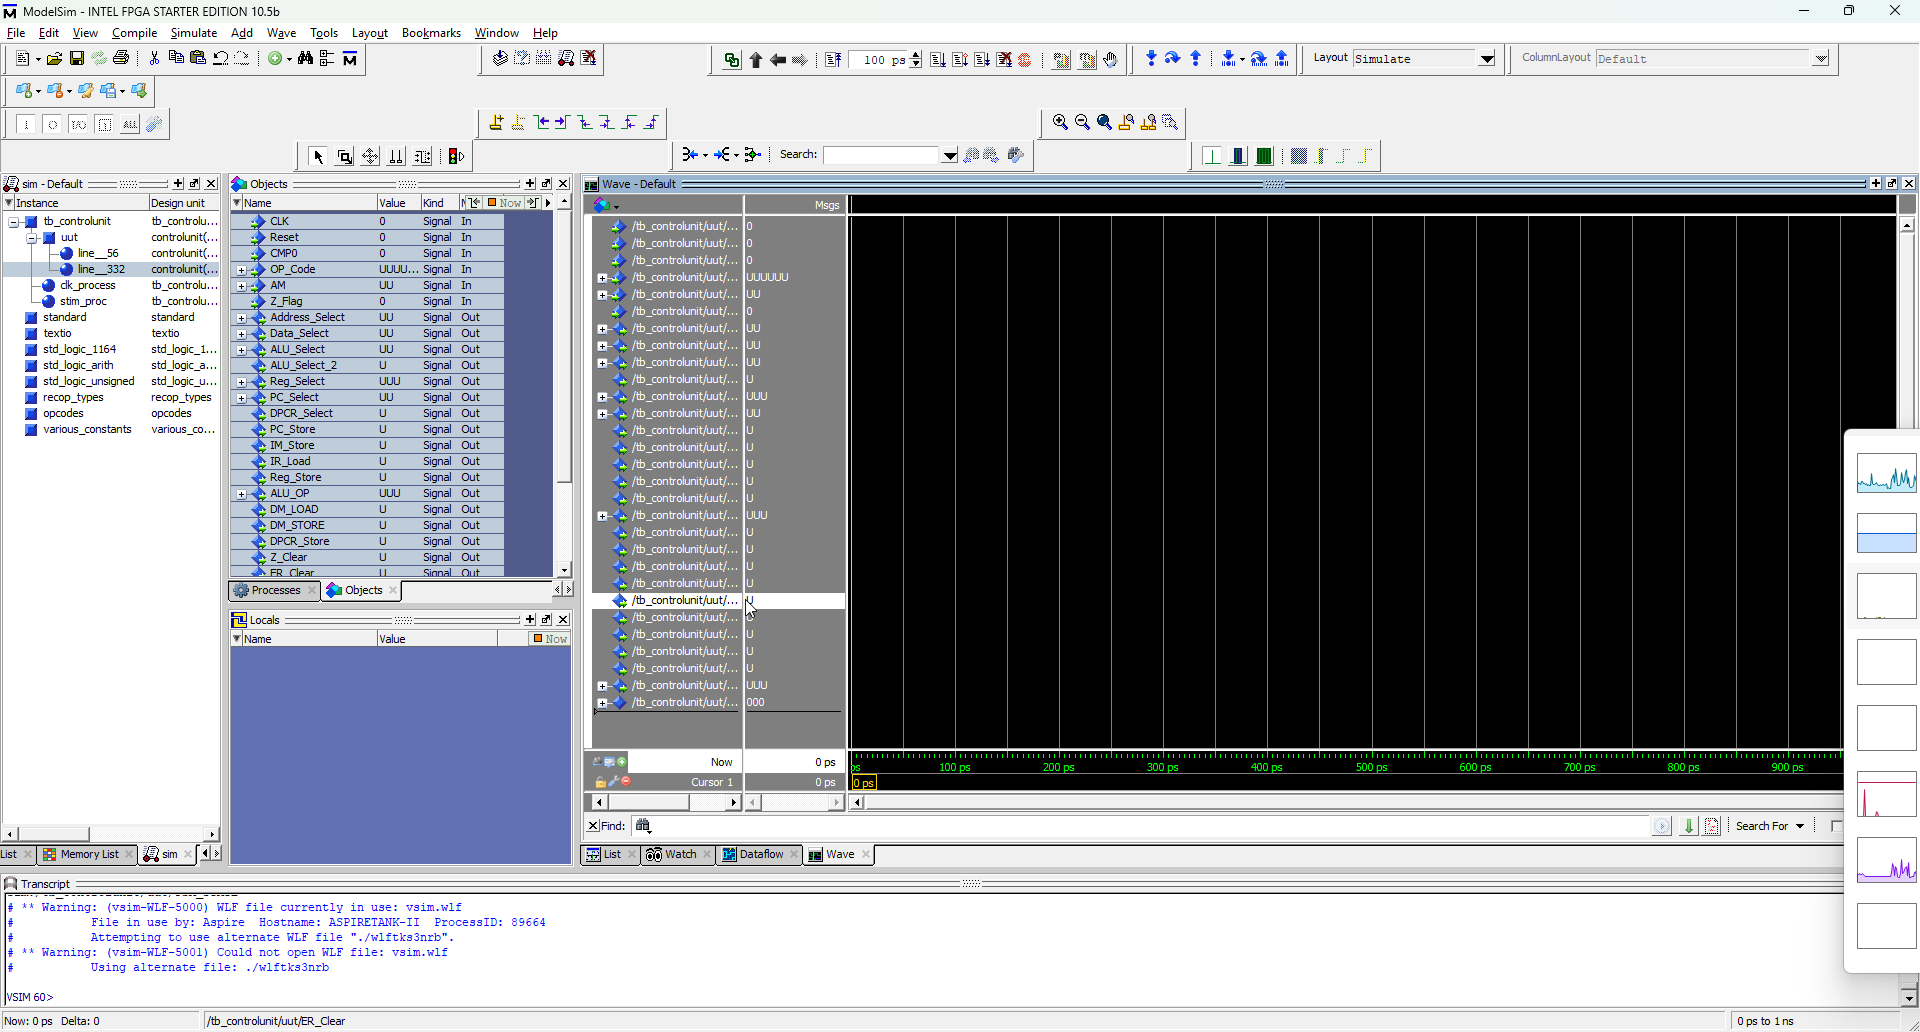 ModelSim - INTEL FPGA STARTER EDITION 10.5b
File Edit View Compile Simulate Add Wave Tools Layout Bookmarks Window Help
100 ps
Layout Simulate
ColumnLayout Default
ALL
Search:
sim - Default
Instance Design unit
tb_controlunit tb_controlu...
uut controlunit(...
line__56 controlunit(...
line__332 controlunit(...
clk_process tb_controlu...
stim_proc tb_controlu...
standard standard
textio textio
std_logic_1164 std_logic_1...
std_logic_arith std_logic_a...
std_logic_unsigned std_logic_u...
recop_types recop_types
opcodes opcodes
various_constants various_co...
List Memory List sim
Objects
Name Value Kind Now
CLK 0 Signal In
Reset 0 Signal In
CMP0 0 Signal In
OP_Code UUUU... Signal In
AM UU Signal In
Z_Flag 0 Signal In
Address_Select UU Signal Out
Data_Select UU Signal Out
ALU_Select UU Signal Out
ALU_Select_2 U Signal Out
Reg_Select UUU Signal Out
PC_Select UU Signal Out
DPCR_Select U Signal Out
PC_Store U Signal Out
IM_Store U Signal Out
IR_Load U Signal Out
Reg_Store U Signal Out
ALU_OP UUU Signal Out
DM_LOAD U Signal Out
DM_STORE U Signal Out
DPCR_Store U Signal Out
Z_Clear U Signal Out
ER_Clear U Signal Out
Processes Objects
Locals
Name Value Now
Wave - Default
Msgs
/tb_controlunit/uut/... 0
/tb_controlunit/uut/... 0
/tb_controlunit/uut/... 0
/tb_controlunit/uut/... UUUUUU
/tb_controlunit/uut/... UU
/tb_controlunit/uut/... 0
/tb_controlunit/uut/... UU
/tb_controlunit/uut/... UU
/tb_controlunit/uut/... UU
/tb_controlunit/uut/... U
/tb_controlunit/uut/... UUU
/tb_controlunit/uut/... UU
/tb_controlunit/uut/... U
/tb_controlunit/uut/... U
/tb_controlunit/uut/... U
/tb_controlunit/uut/... U
/tb_controlunit/uut/... U
/tb_controlunit/uut/... UUU
/tb_controlunit/uut/... U
/tb_controlunit/uut/... U
/tb_controlunit/uut/... U
/tb_controlunit/uut/... U
/tb_controlunit/uut/... U
/tb_controlunit/uut/... U
/tb_controlunit/uut/... U
/tb_controlunit/uut/... U
/tb_controlunit/uut/... U
/tb_controlunit/uut/... UUU
/tb_controlunit/uut/... 000
Now 0 ps
ps 100 ps 200 ps 300 ps 400 ps 500 ps 600 ps 700 ps 800 ps 900 ps
Cursor 1 0 ps
0 ps
Find: Search For
List Watch Dataflow Wave
Transcript
# ** Warning: (vsim-WLF-5000) WLF file currently in use: vsim.wlf
# File in use by: Aspire Hostname: ASPIRETANK-II ProcessID: 89664
# Attempting to use alternate WLF file "./wlftks3nrb".
# ** Warning: (vsim-WLF-5001) Could not open WLF file: vsim.wlf
# Using alternate file: ./wlftks3nrb
VSIM 60>
Now: 0 ps Delta: 0
/tb_controlunit/uut/ER_Clear
0 ps to 1 ns